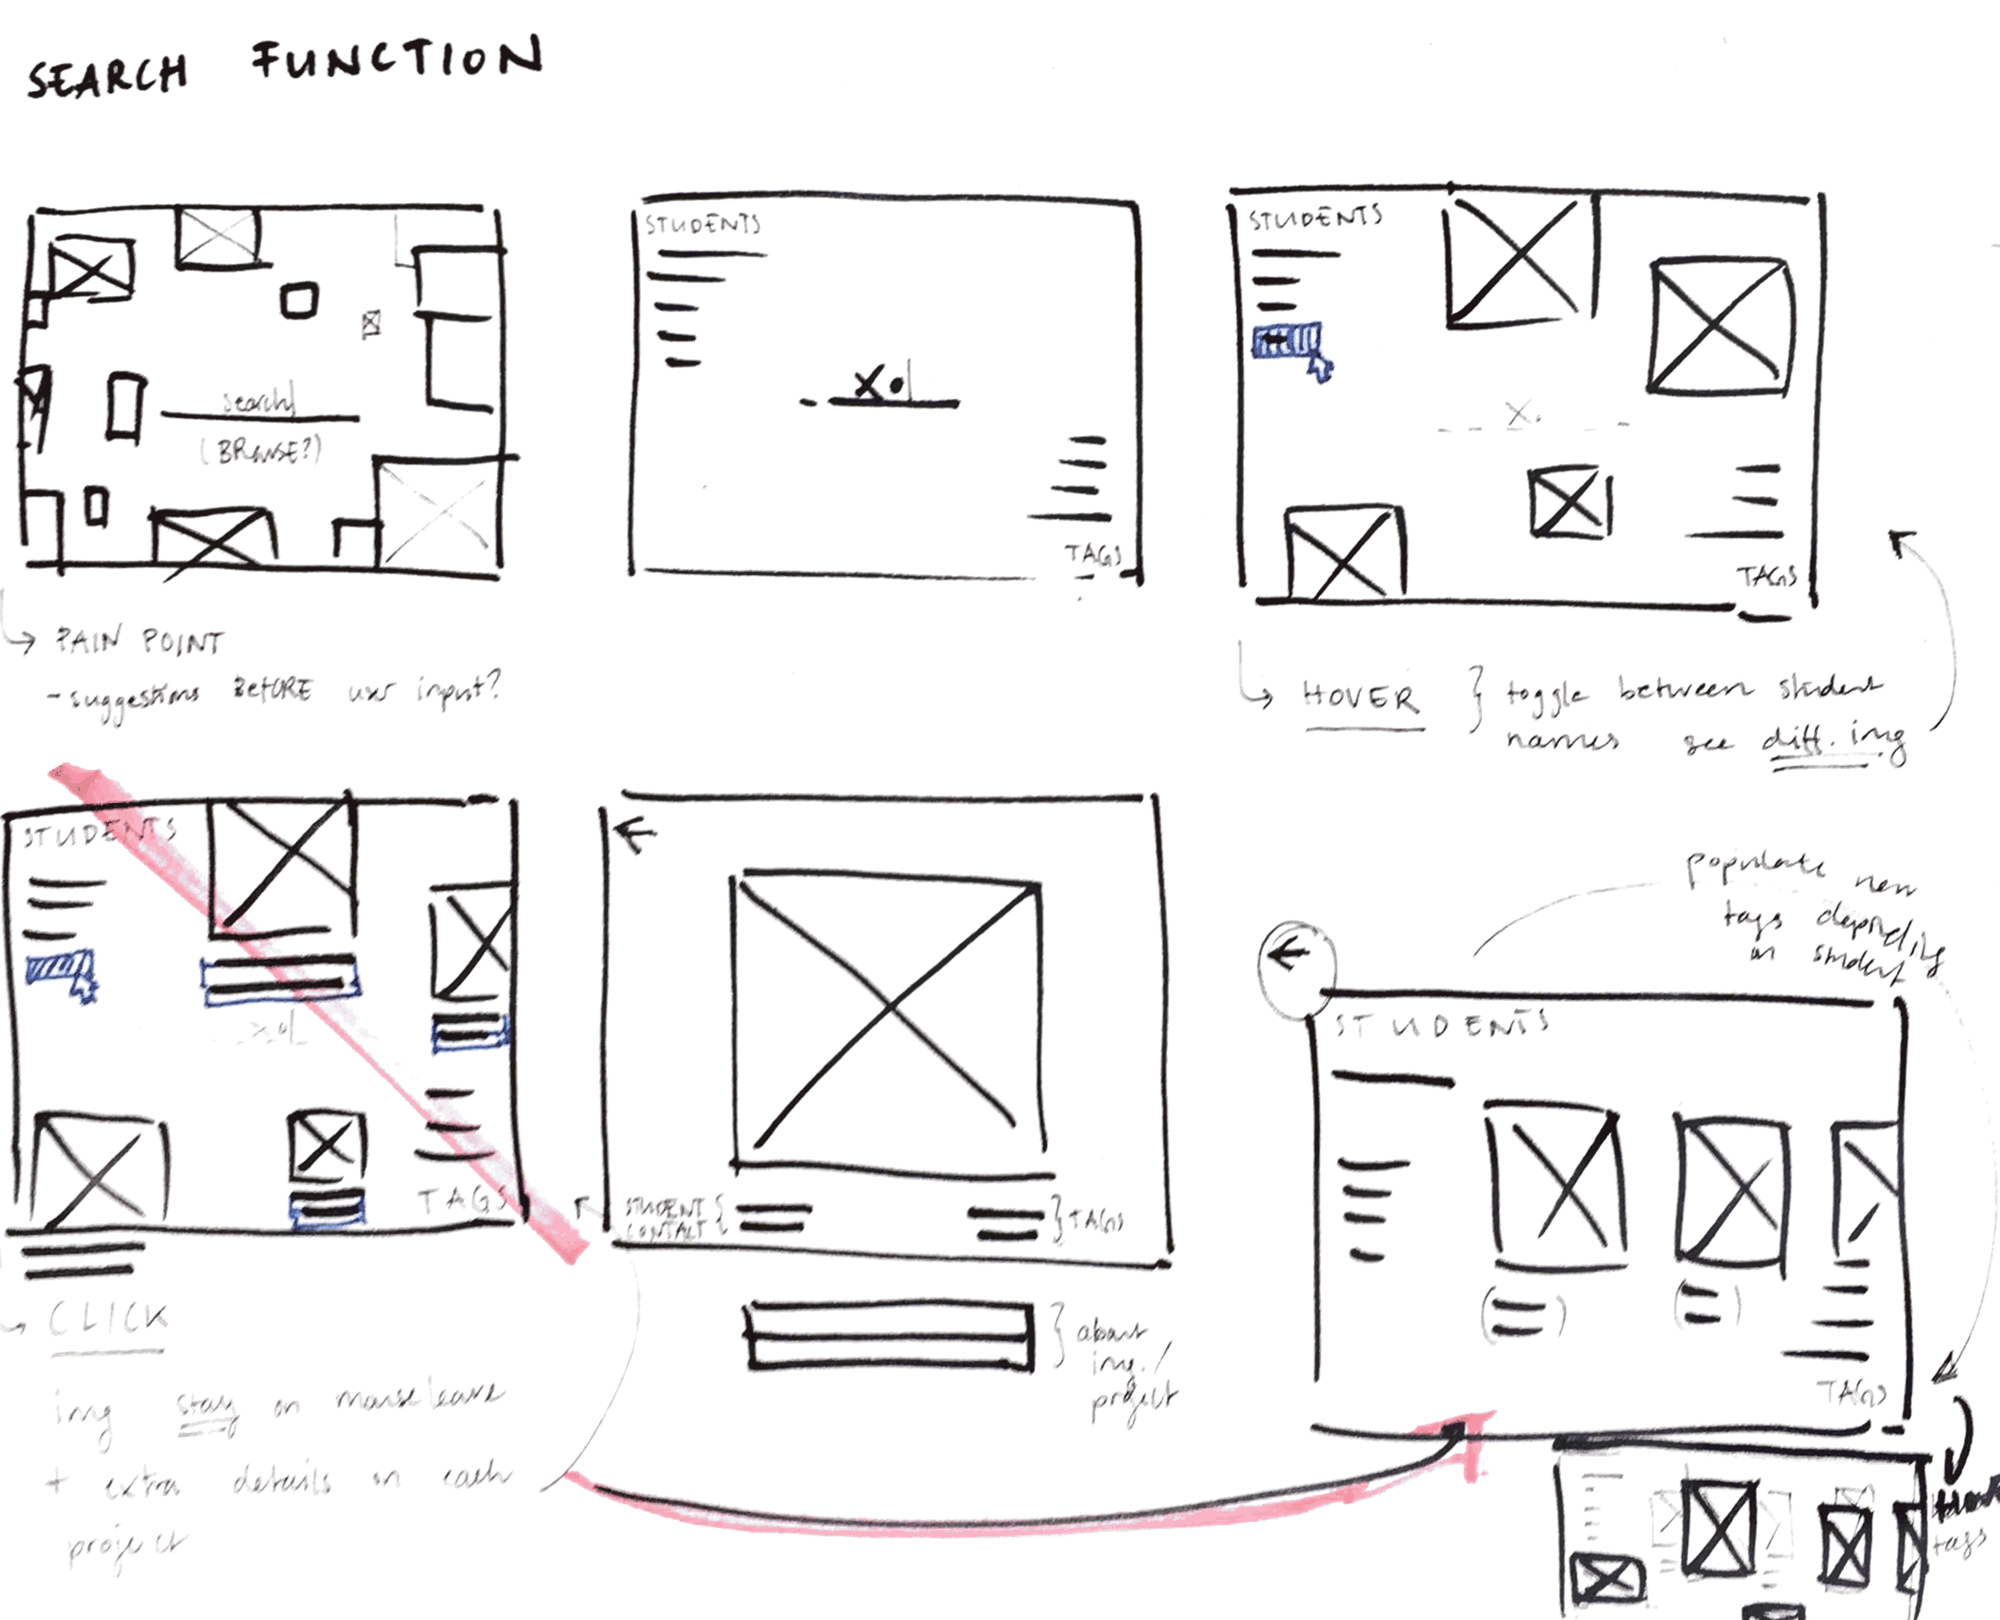 SEARCH FUNCTION
search
(BROWSE?)
STUDENTS
X.
TAGS
STUDENTS
X.
TAGS
↳ PAIN POINT
- suggestions BEFORE user input?
↳ HOVER } toggle between student
names see diff. img
STUDENTS
x.
TAGS
↳ CLICK
img stay on mouse leave
+ extra details on each
project
STUDENT
CONTACT {
} TAGS
} about
img./
project
populate new
tags depending
on student
STUDENTS
TAGS
tags